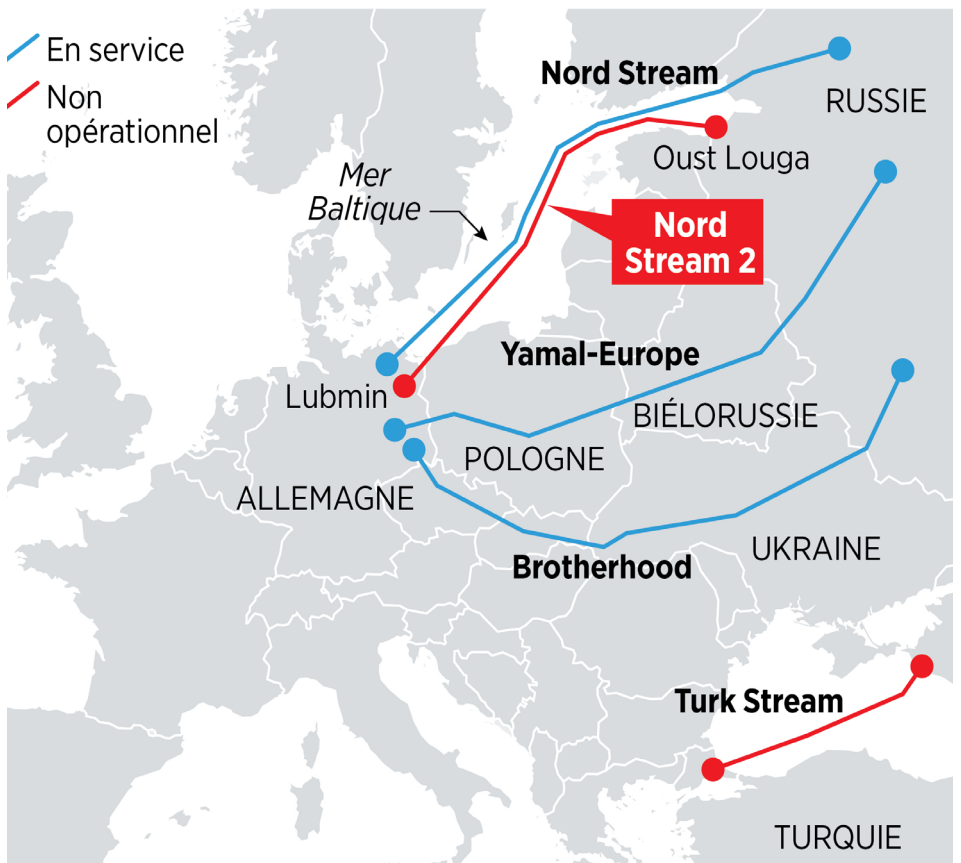 En service
Non
opérationnel
Nord Stream
RUSSIE
Oust Louga
Mer
Baltique
Nord
Stream 2
Yamal-Europe
Lubmin
BIÉLORUSSIE
POLOGNE
ALLEMAGNE
UKRAINE
Brotherhood
Turk Stream
TURQUIE